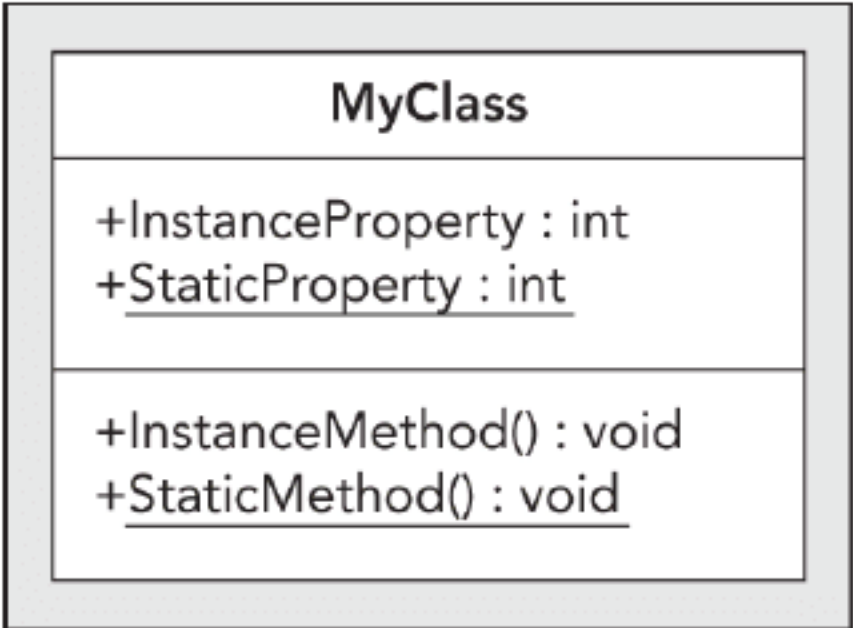 MyClass
+InstanceProperty : int
+StaticProperty : int
+InstanceMethod() : void
+StaticMethod() : void